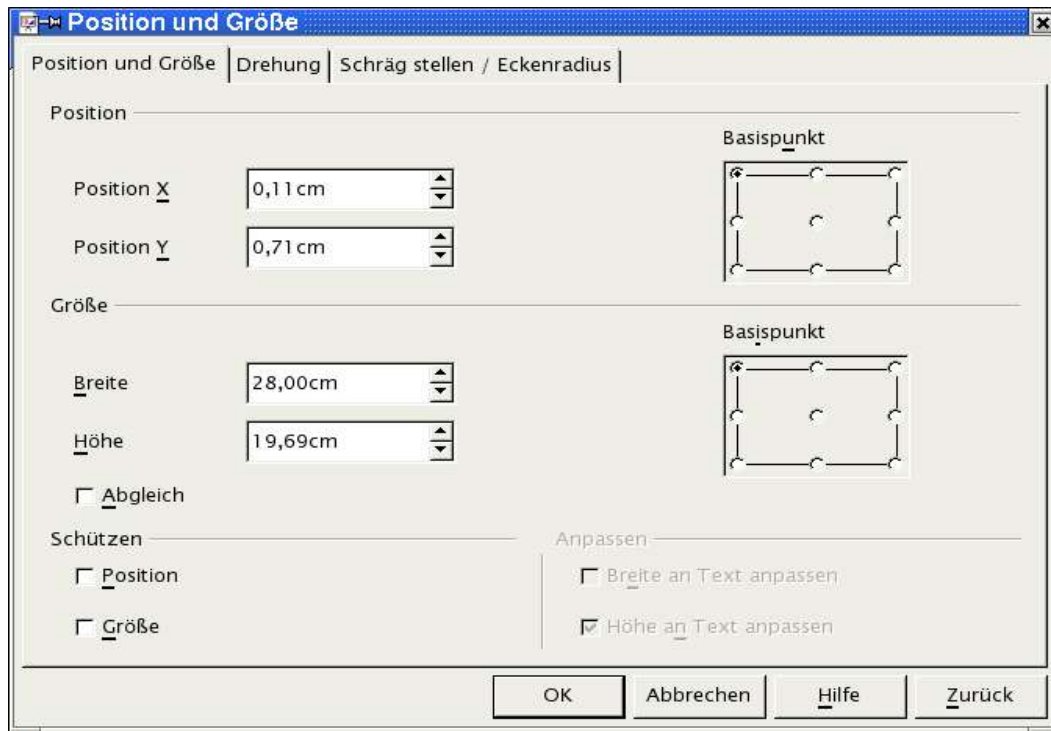 Position und Größe
Position und Größe Drehung Schräg stellen / Eckenradius
Position
Basispunkt
Position X 0,11cm
Position Y 0,71cm
Größe
Basispunkt
Breite 28,00cm
Höhe 19,69cm
Abgleich
Schützen Anpassen
Position Breite an Text anpassen
Größe Höhe an Text anpassen
OK Abbrechen Hilfe Zurück